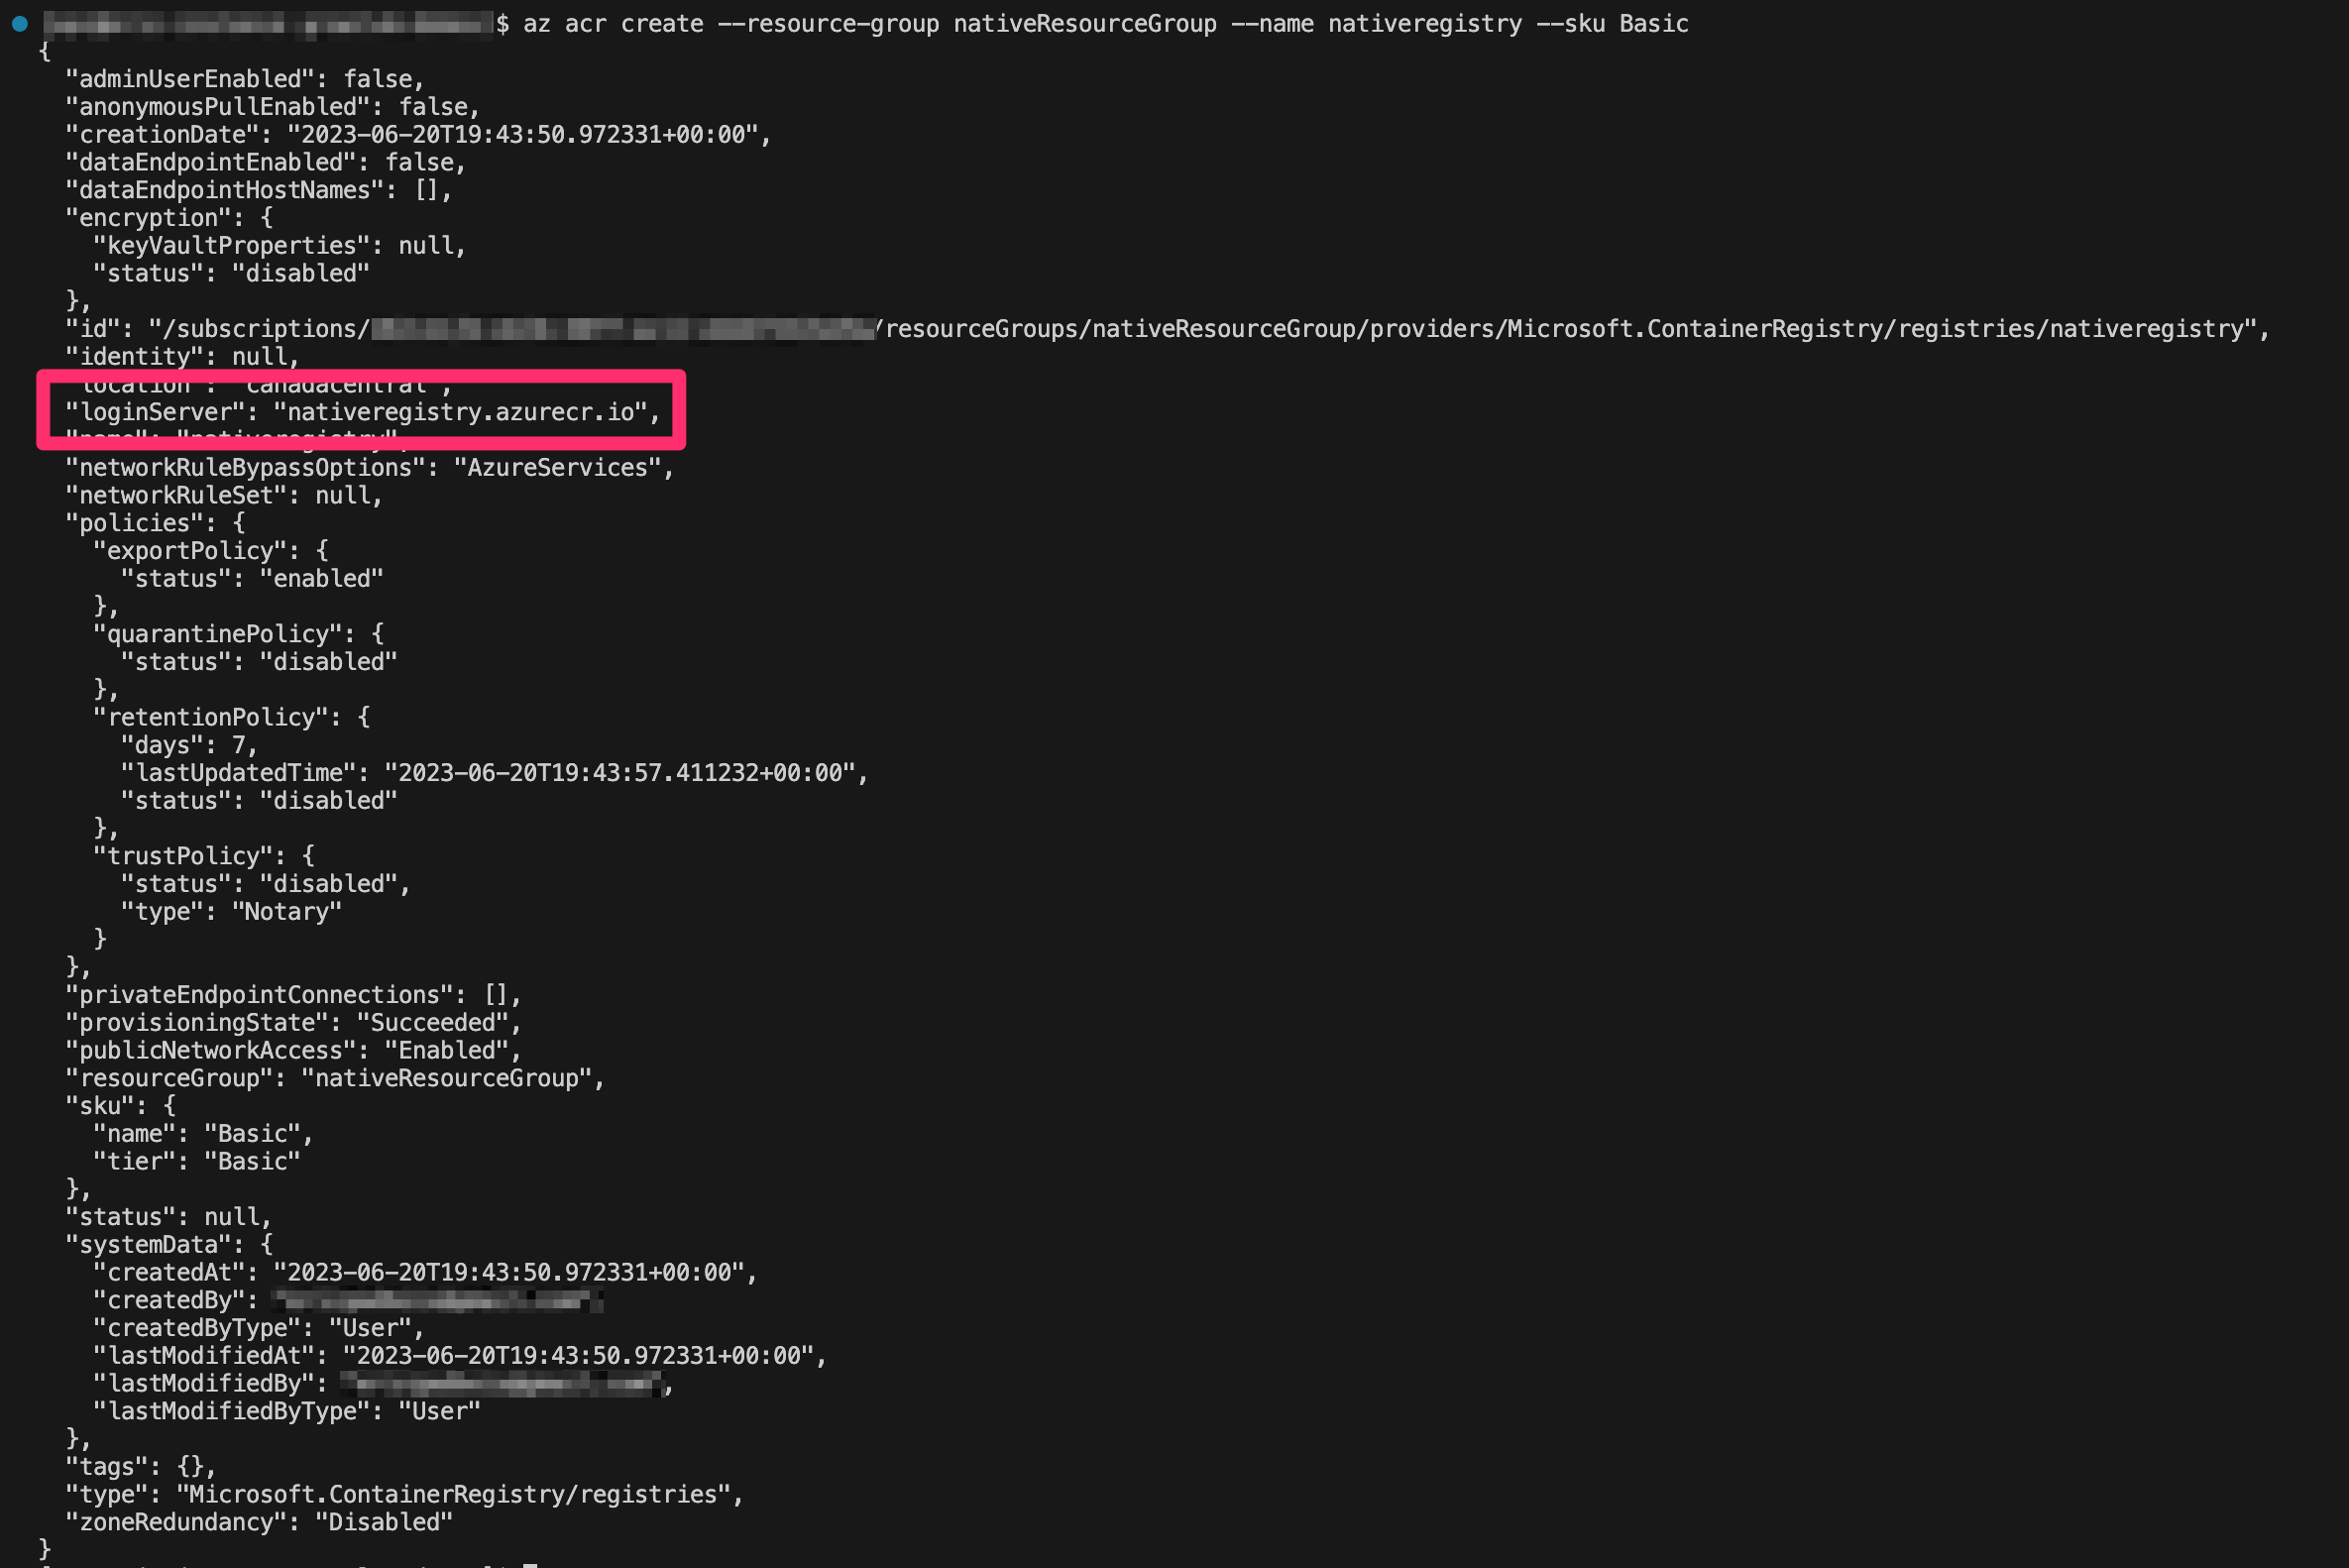 $ az acr create --resource-group nativeResourceGroup --name nativeregistry --sku Basic
{
  "adminUserEnabled": false,
  "anonymousPullEnabled": false,
  "creationDate": "2023-06-20T19:43:50.972331+00:00",
  "dataEndpointEnabled": false,
  "dataEndpointHostNames": [],
  "encryption": {
    "keyVaultProperties": null,
    "status": "disabled"
  },
  "id": "/subscriptions/ /resourceGroups/nativeResourceGroup/providers/Microsoft.ContainerRegistry/registries/nativeregistry",
  "identity": null,
  "location": "canadacentral",
  "loginServer": "nativeregistry.azurecr.io",
  "name": "nativeregistry",
  "networkRuleBypassOptions": "AzureServices",
  "networkRuleSet": null,
  "policies": {
    "exportPolicy": {
      "status": "enabled"
    },
    "quarantinePolicy": {
      "status": "disabled"
    },
    "retentionPolicy": {
      "days": 7,
      "lastUpdatedTime": "2023-06-20T19:43:57.411232+00:00",
      "status": "disabled"
    },
    "trustPolicy": {
      "status": "disabled",
      "type": "Notary"
    }
  },
  "privateEndpointConnections": [],
  "provisioningState": "Succeeded",
  "publicNetworkAccess": "Enabled",
  "resourceGroup": "nativeResourceGroup",
  "sku": {
    "name": "Basic",
    "tier": "Basic"
  },
  "status": null,
  "systemData": {
    "createdAt": "2023-06-20T19:43:50.972331+00:00",
    "createdBy":
    "createdByType": "User",
    "lastModifiedAt": "2023-06-20T19:43:50.972331+00:00",
    "lastModifiedBy": ,
    "lastModifiedByType": "User"
  },
  "tags": {},
  "type": "Microsoft.ContainerRegistry/registries",
  "zoneRedundancy": "Disabled"
}